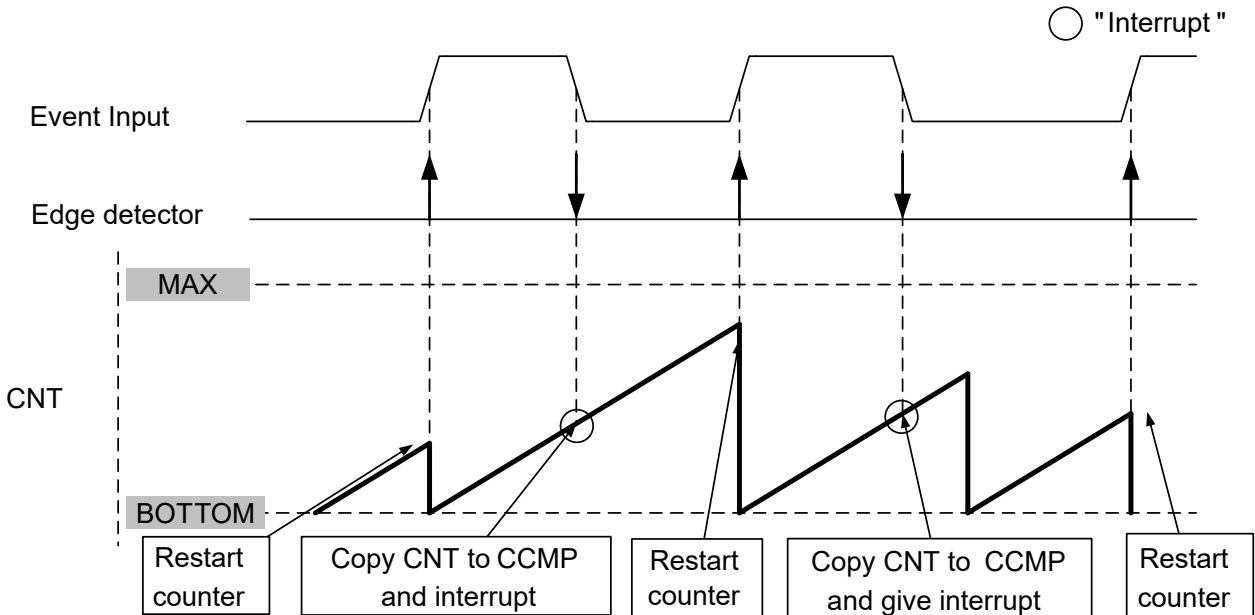 "Interrupt"
Event Input
Edge detector
MAX
CNT
BOTTOM
Restart
counter
Copy CNT to CCMP
and interrupt
Restart
counter
Copy CNT to CCMP
and give interrupt
Restart
counter